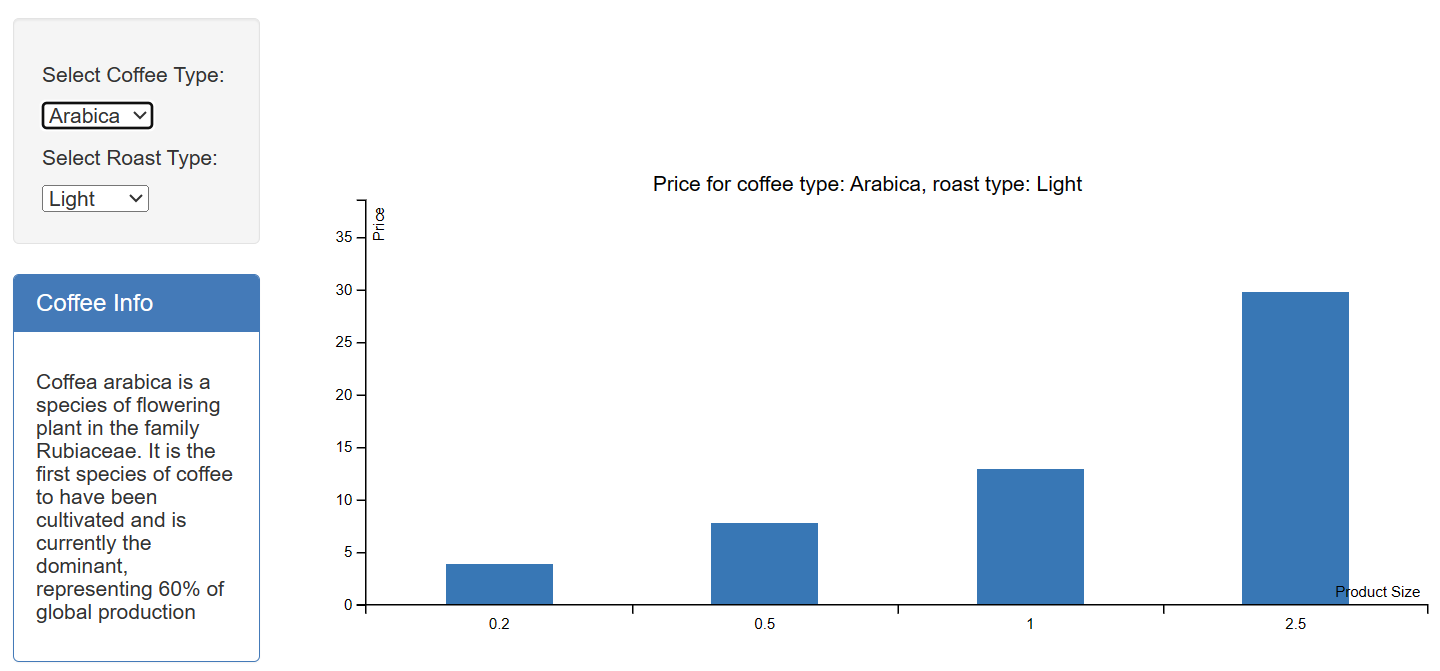 Select Coffee Type:
Arabica
Select Roast Type:
Light
Coffee Info
Coffea arabica is a
species of flowering
plant in the family
Rubiaceae. It is the
first species of coffee
to have been
cultivated and is
currently the
dominant,
representing 60% of
global production
Price for coffee type: Arabica, roast type: Light
Price
35
30
25
20
15
10
5
0
Product Size
0.2
0.5
1
2.5